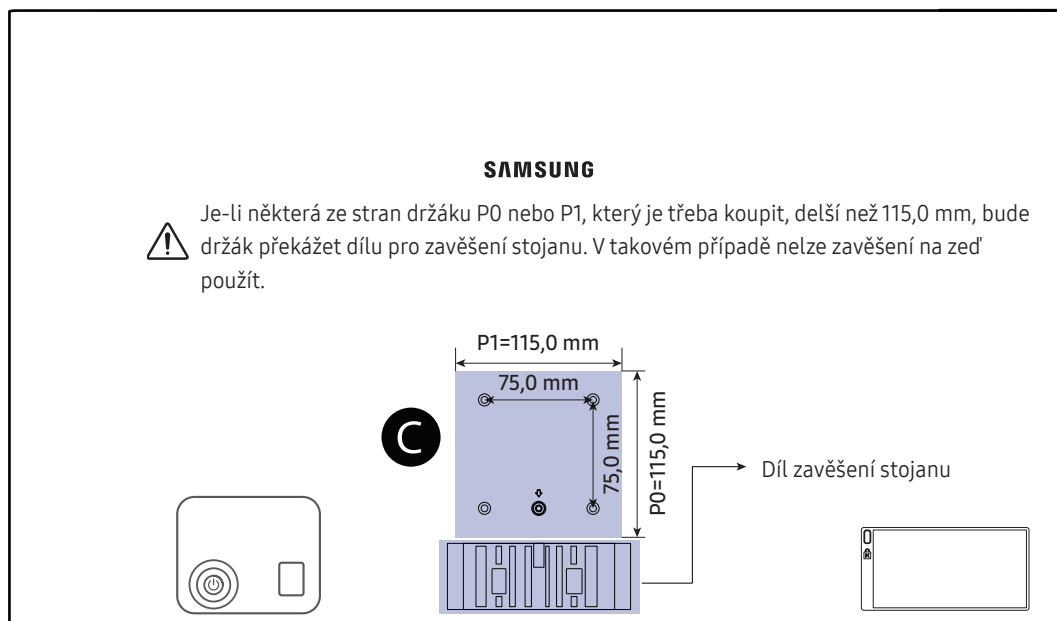 SAMSUNG
Je-li některá ze stran držáku P0 nebo P1, který je třeba koupit, delší než 115,0 mm, bude
držák překážet dílu pro zavěšení stojanu. V takovém případě nelze zavěšení na zeď
použít.
P1=115,0 mm
75,0 mm
C
75,0 mm
P0=115,0 mm
Díl zavěšení stojanu